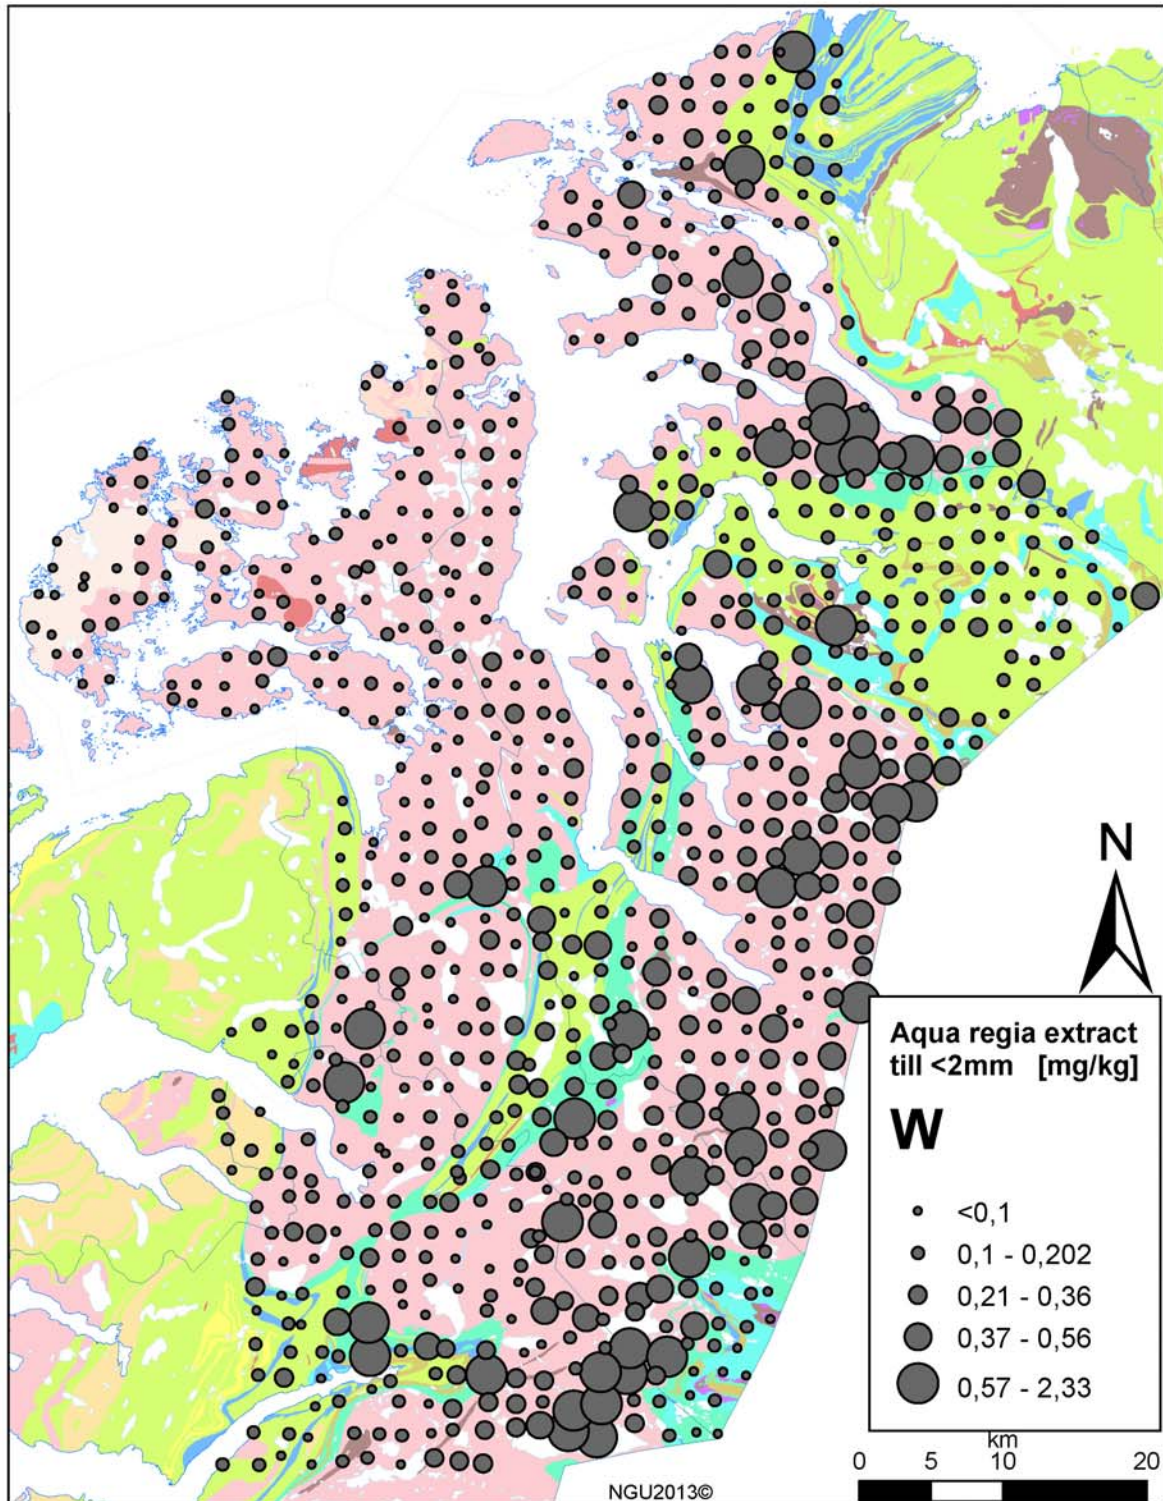 N
Aqua regia extract
till <2mm [mg/kg]
W
<0,1
0,1 - 0,202
0,21 - 0,36
0,37 - 0,56
0,57 - 2,33
km
0 5 10 20
NGU2013©